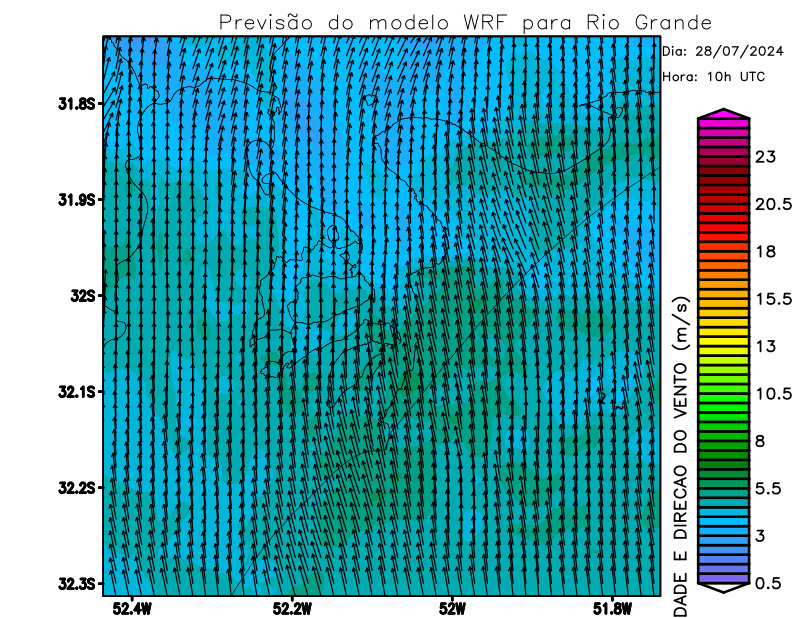 Previsão do modelo WRF para Rio Grande
Dia: 28/07/2024
Hora: 10h UTC
31.8S
31.9S
32S
32.1S
32.2S
32.3S
52.4W
52.2W
52W
51.8W
23
20.5
18
15.5
13
10.5
8
5.5
3
0.5
DADE E DIRECAO DO VENTO (m/s)